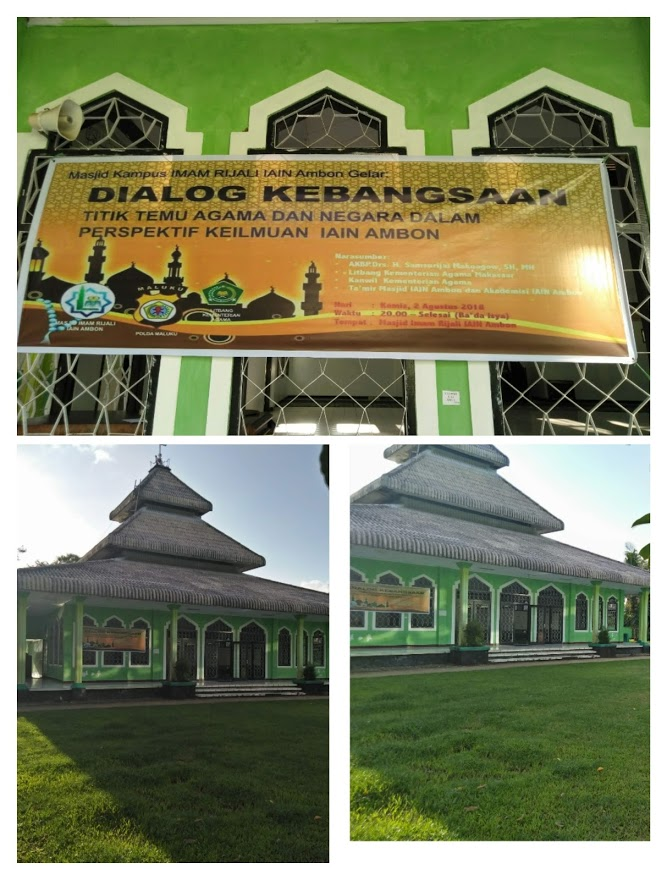 Masjid Kampus IMAM RIJALI IAIN Ambon Gelar:
DIALOG KEBANGSAAN
TITIK TEMU AGAMA DAN NEGARA DALAM
PERSPEKTIF KEILMUAN IAIN AMBON
Narasumber:
- AKBP.Drs. H. SH, MH
- Litbang Kementerian Agama Makassar
- Kanwil Kementerian Agama
- Ta'mir Masjid IAIN Ambon dan Akademisi IAIN Ambon
Hari : Kamis, 2 Agustus 2018
Waktu : 20.00 - Selesai (Ba'da Isya)
Tempat : Masjid Imam Rijali IAIN Ambon
MASJID IMAM RIJALI
IAIN AMBON
MALUKU
POLDA MALUKU
LITBANG
KEMENTERIAN
AGAMA